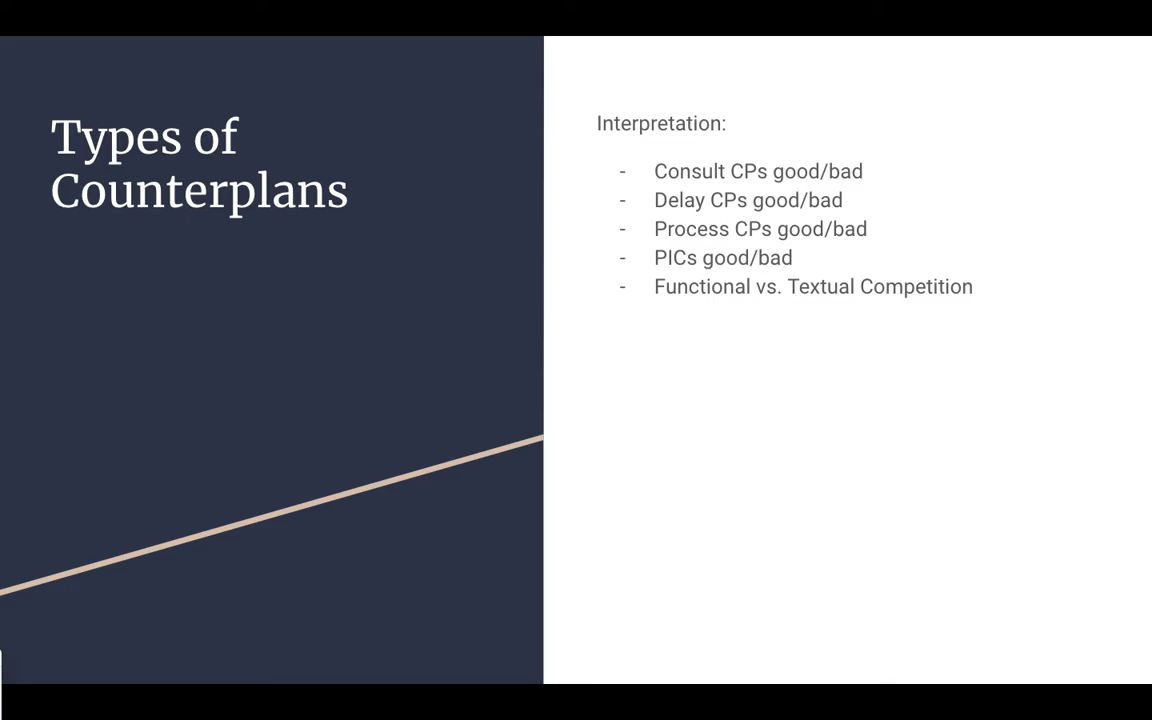 Types of
Counterplans
Interpretation:
- Consult CPs good/bad
- Delay CPs good/bad
- Process CPs good/bad
- PICs good/bad
- Functional vs. Textual Competition